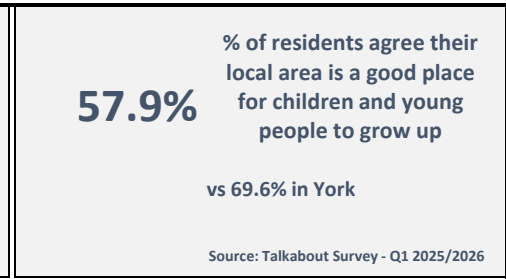 57.9%
% of residents agree their
local area is a good place
for children and young
people to grow up
vs 69.6% in York
Source: Talkabout Survey - Q1 2025/2026